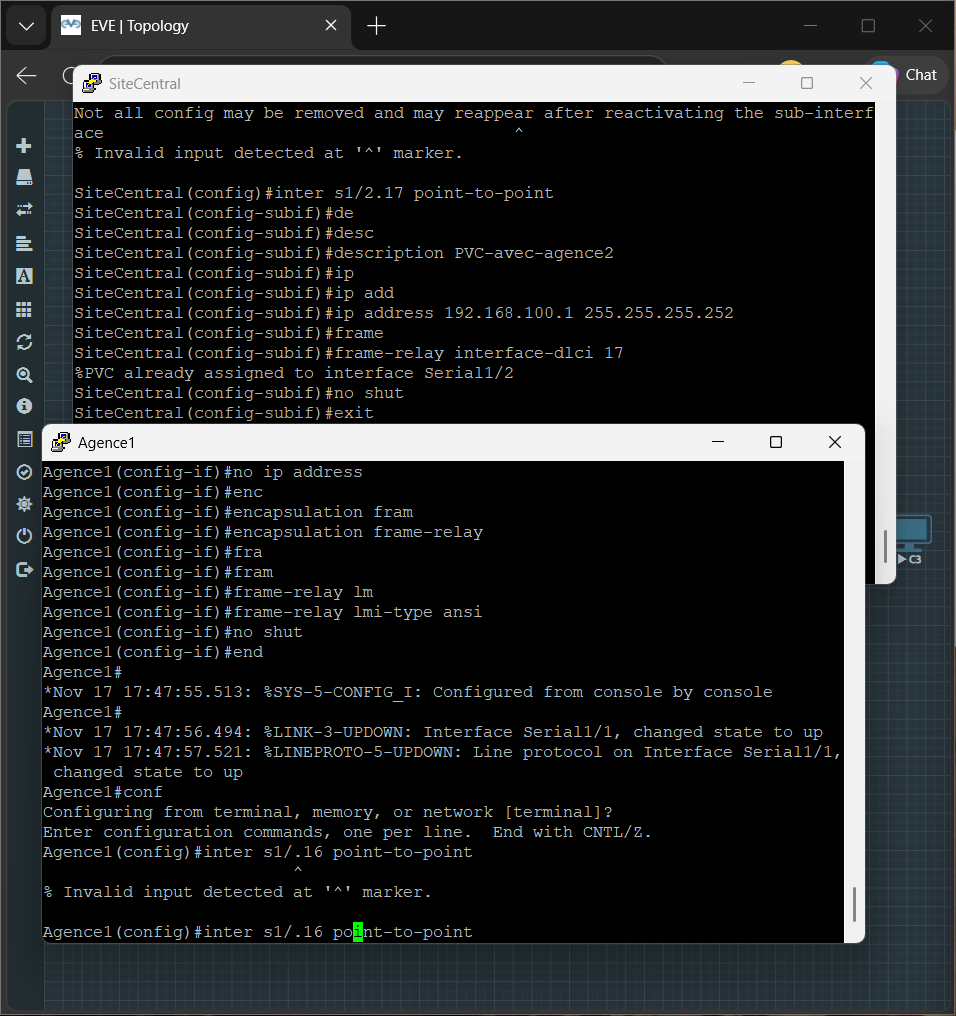 EVE | Topology
Chat
SiteCentral
Not all config may be removed and may reappear after reactivating the sub-interf
ace ^
% Invalid input detected at '^' marker.
SiteCentral(config)#inter s1/2.17 point-to-point
SiteCentral(config-subif)#de
SiteCentral(config-subif)#desc
SiteCentral(config-subif)#description PVC-avec-agence2
SiteCentral(config-subif)#ip
SiteCentral(config-subif)#ip add
SiteCentral(config-subif)#ip address 192.168.100.1 255.255.255.252
SiteCentral(config-subif)#frame
SiteCentral(config-subif)#frame-relay interface-dlci 17
%PVC already assigned to interface Serial1/2
SiteCentral(config-subif)#no shut
SiteCentral(config-subif)#exit
Agence1
Agence1(config-if)#no ip address
Agence1(config-if)#enc
Agence1(config-if)#encapsulation fram
Agence1(config-if)#encapsulation frame-relay
Agence1(config-if)#fra
Agence1(config-if)#fram
Agence1(config-if)#frame-relay lm
Agence1(config-if)#frame-relay lmi-type ansi
Agence1(config-if)#no shut
Agence1(config-if)#end
Agence1#
*Nov 17 17:47:55.513: %SYS-5-CONFIG_I: Configured from console by console
Agence1#
*Nov 17 17:47:56.494: %LINK-3-UPDOWN: Interface Serial1/1, changed state to up
*Nov 17 17:47:57.521: %LINEPROTO-5-UPDOWN: Line protocol on Interface Serial1/1,
changed state to up
Agence1#conf
Configuring from terminal, memory, or network [terminal]?
Enter configuration commands, one per line.  End with CNTL/Z.
Agence1(config)#inter s1/.16 point-to-point
^
% Invalid input detected at '^' marker.
Agence1(config)#inter s1/.16 point-to-point
C3